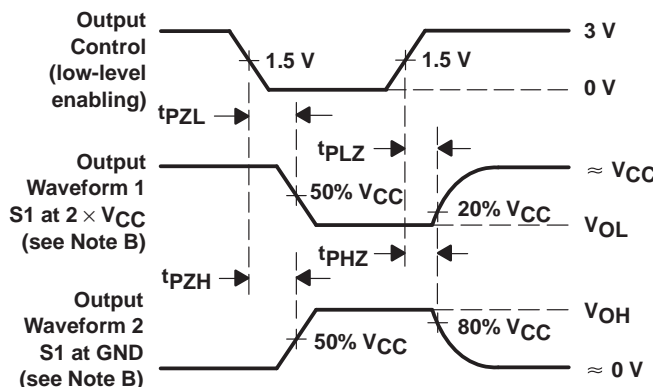 Output
Control
(low-level
enabling)
1.5 V
1.5 V
3 V
0 V
tPZL
tPLZ
Output
Waveform 1
S1 at 2 × VCC
(see Note B)
50% VCC
20% VCC
≈ VCC
VOL
tPZH
tPHZ
Output
Waveform 2
S1 at GND
(see Note B)
50% VCC
80% VCC
VOH
≈ 0 V